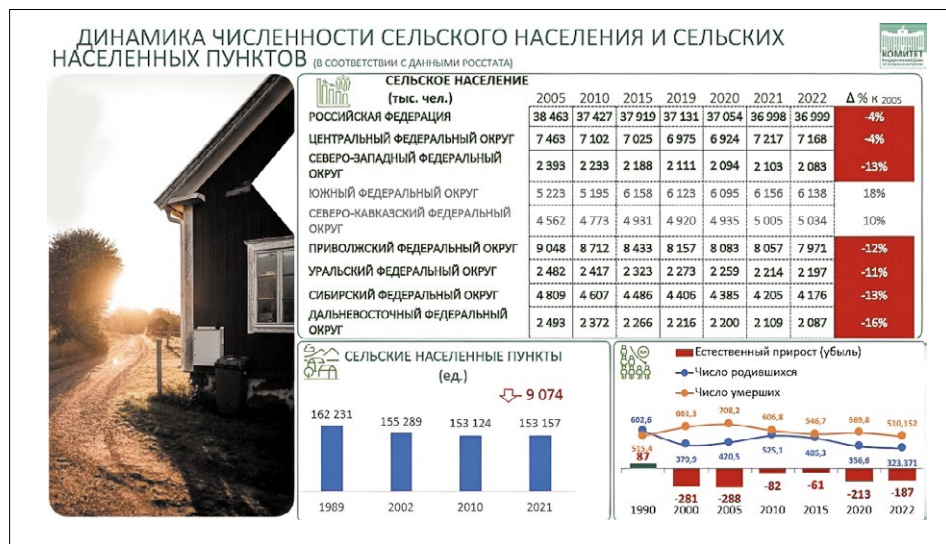 ДИНАМИКА ЧИСЛЕННОСТИ СЕЛЬСКОГО НАСЕЛЕНИЯ И СЕЛЬСКИХ
НАСЕЛЕННЫХ ПУНКТОВ (В СООТВЕТСТВИИ С ДАННЫМИ РОССТАТА)
КОМИТЕТ
СЕЛЬСКОЕ НАСЕЛЕНИЕ
(тыс. чел.) 2005 2010 2015 2019 2020 2021 2022 Δ % к 2005
РОССИЙСКАЯ ФЕДЕРАЦИЯ 38 463 37 427 37 919 37 131 37 054 36 998 36 999 -4%
ЦЕНТРАЛЬНЫЙ ФЕДЕРАЛЬНЫЙ ОКРУГ 7 463 7 102 7 025 6 975 6 924 7 217 7 168 -4%
СЕВЕРО-ЗАПАДНЫЙ ФЕДЕРАЛЬНЫЙ
ОКРУГ 2 393 2 233 2 188 2 111 2 094 2 103 2 083 -13%
ЮЖНЫЙ ФЕДЕРАЛЬНЫЙ ОКРУГ 5 223 5 195 6 158 6 123 6 095 6 156 6 138 18%
СЕВЕРО-КАВКАЗСКИЙ ФЕДЕРАЛЬНЫЙ
ОКРУГ 4 562 4 773 4 931 4 920 4 935 5 005 5 034 10%
ПРИВОЛЖСКИЙ ФЕДЕРАЛЬНЫЙ ОКРУГ 9 048 8 712 8 433 8 157 8 083 8 057 7 971 -12%
УРАЛЬСКИЙ ФЕДЕРАЛЬНЫЙ ОКРУГ 2 482 2 417 2 323 2 273 2 259 2 214 2 197 -11%
СИБИРСКИЙ ФЕДЕРАЛЬНЫЙ ОКРУГ 4 809 4 607 4 486 4 406 4 385 4 205 4 176 -13%
ДАЛЬНЕВОСТОЧНЫЙ ФЕДЕРАЛЬНЫЙ
ОКРУГ 2 493 2 372 2 266 2 216 2 200 2 109 2 087 -16%
СЕЛЬСКИЕ НАСЕЛЕННЫЕ ПУНКТЫ
(ед.)
- 9 074
162 231 155 289 153 124 153 157
1989 2002 2010 2021
Естественный прирост (убыль)
Число родившихся
Число умерших
602,6 661,3 708,2 606,8 546,7 569,8 510,152
515,4 379,9 420,5 525,1 485,3 356,6 323,371
87 -281 -288 -82 -61 -213 -187
1990 2000 2005 2010 2015 2020 2022